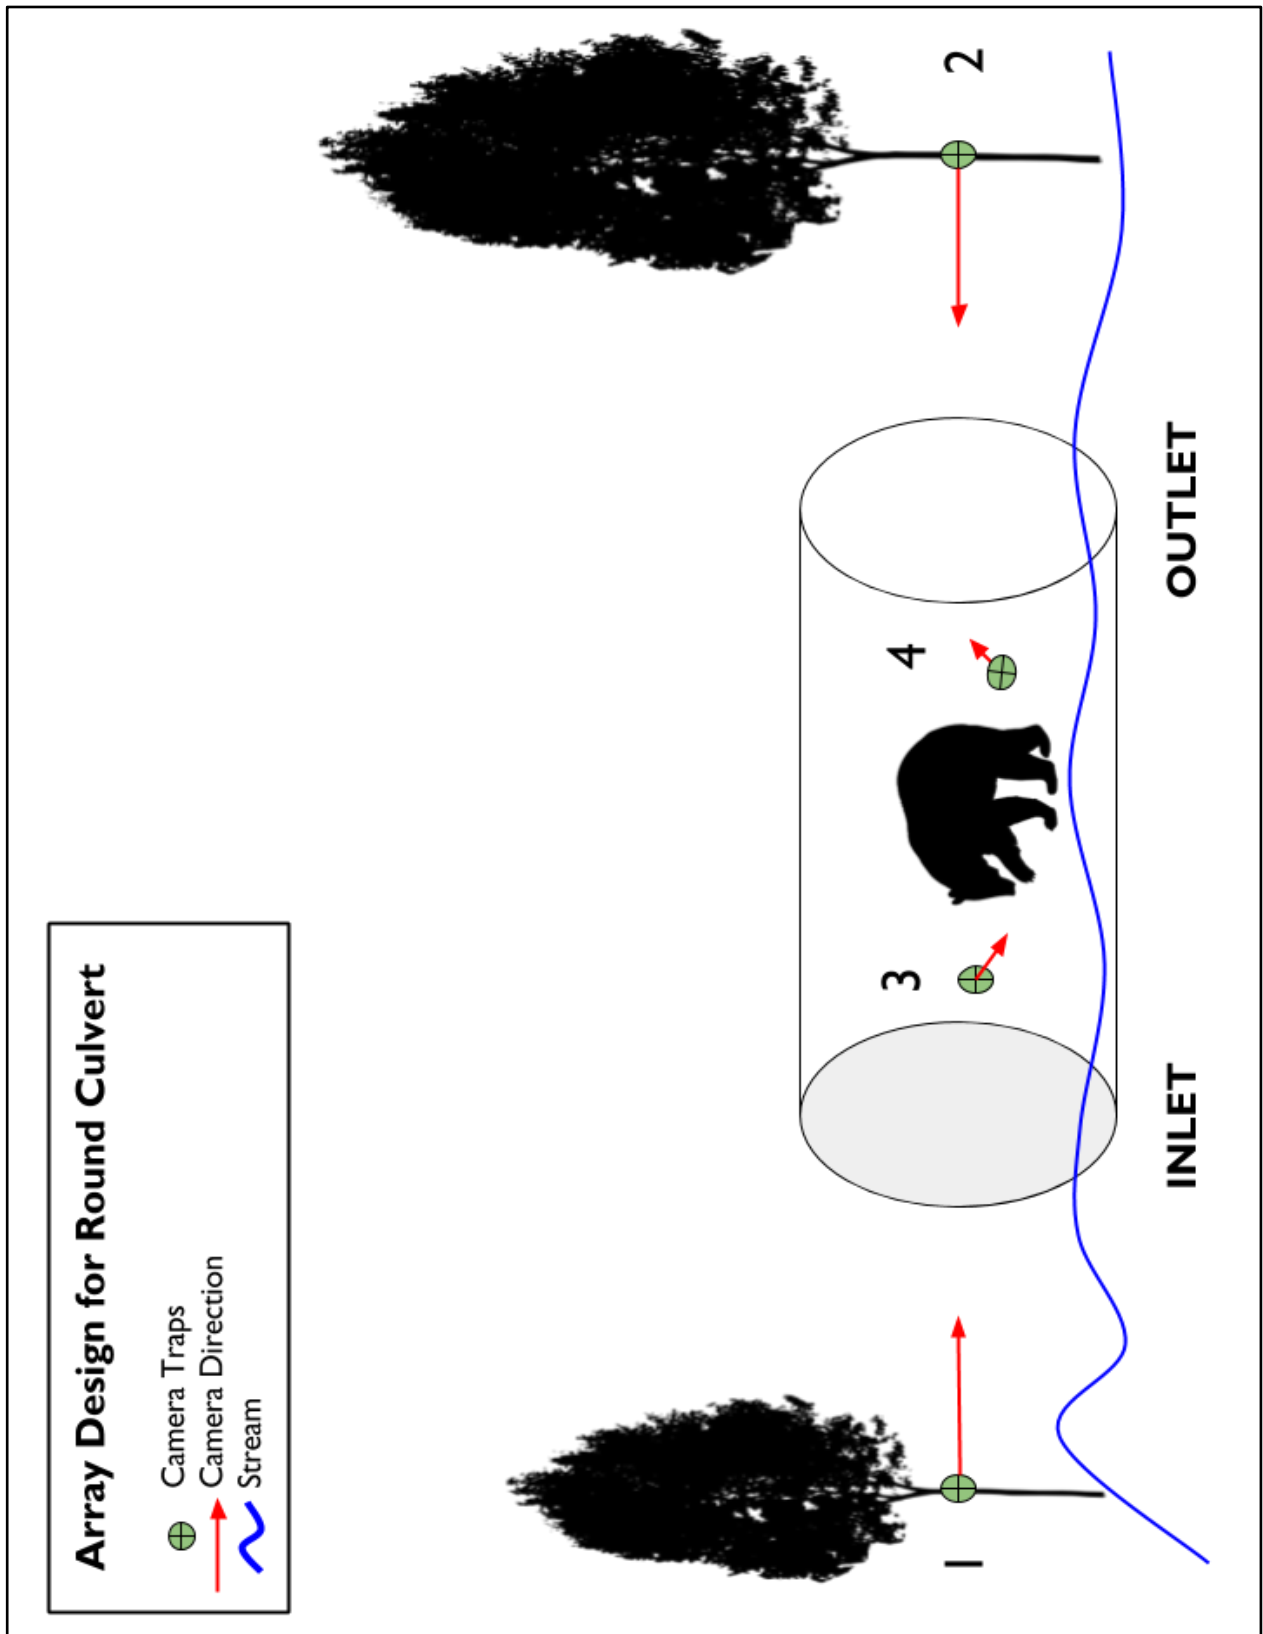 Array Design for Round Culvert
Camera Traps
Camera Direction
Stream
1
3
4
2
INLET
OUTLET